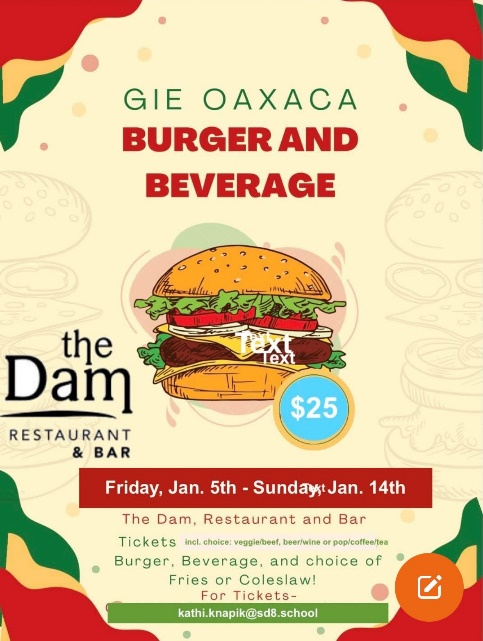 GIE OAXACA
BURGER AND
BEVERAGE
Text
Text
Text
$25
the
Dam
RESTAURANT
& BAR
Friday, Jan. 5th - Sunday, Jan. 14th
Text
The Dam, Restaurant and Bar
Tickets incl. choice: veggie/beef, beer/wine or pop/coffee/tea
Burger, Beverage, and choice of
Fries or Coleslaw!
For Tickets-
kathi.knapik@sd8.school